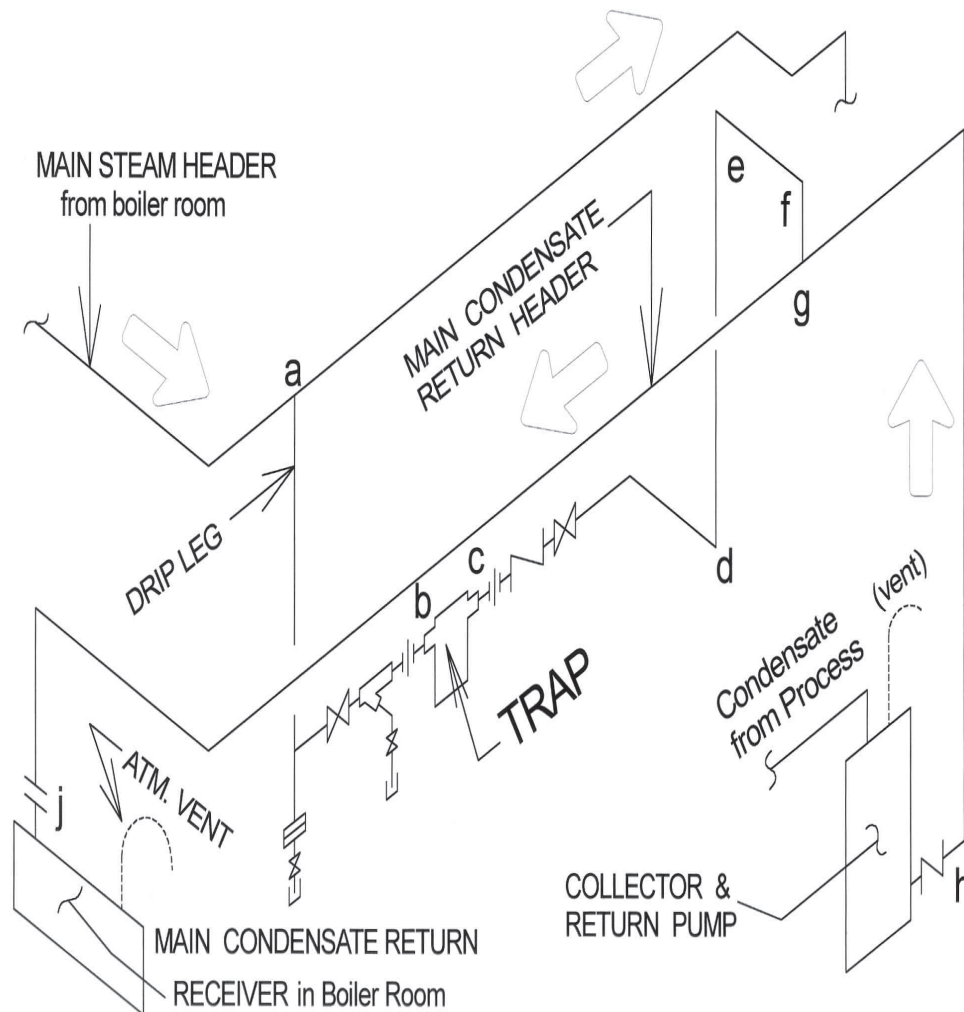 MAIN STEAM HEADER
from boiler room
a
MAIN CONDENSATE
RETURN HEADER
e
f
g
DRIP LEG
b
c
d
TRAP
(vent)
Condensate
from Process
ATM. VENT
j
COLLECTOR &
RETURN PUMP
h
MAIN CONDENSATE RETURN
RECEIVER in Boiler Room